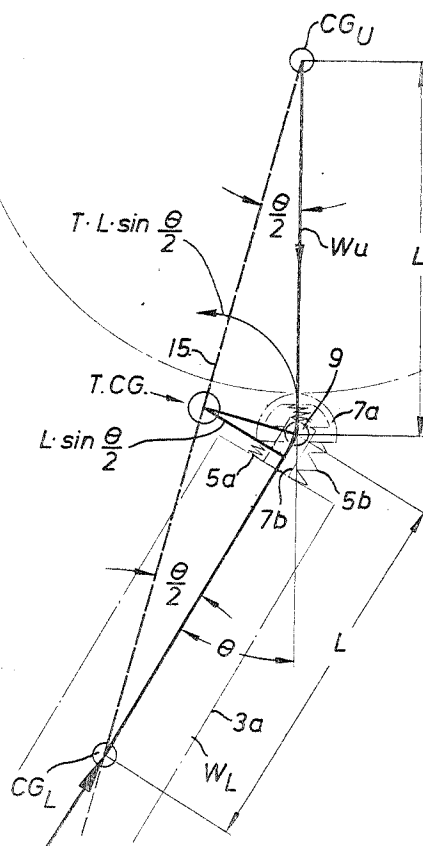 CG_U
θ/2
T·L·sin θ/2
Wu
L
15
9
T.CG.
7a
L·sin θ/2
5a
7b
5b
θ/2
θ
L
3a
W_L
CG_L